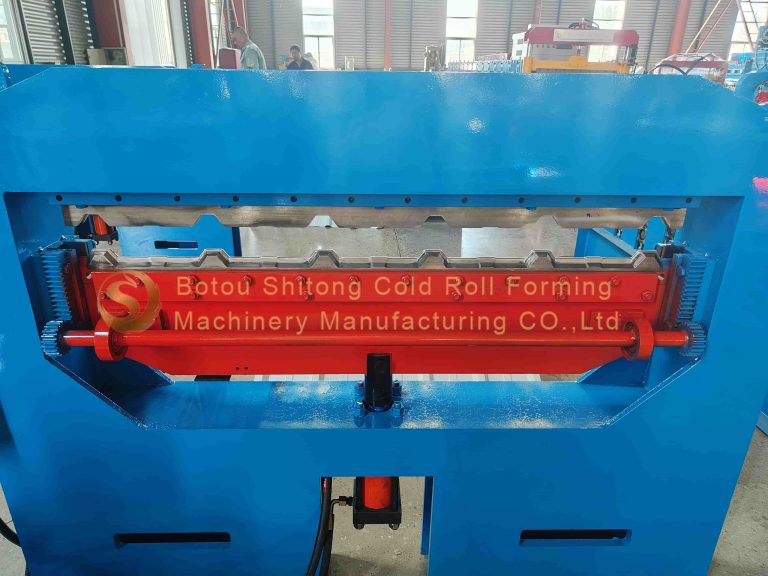 Botou Shitong Cold Roll Forming
Machinery Manufacturing CO.,Ltd